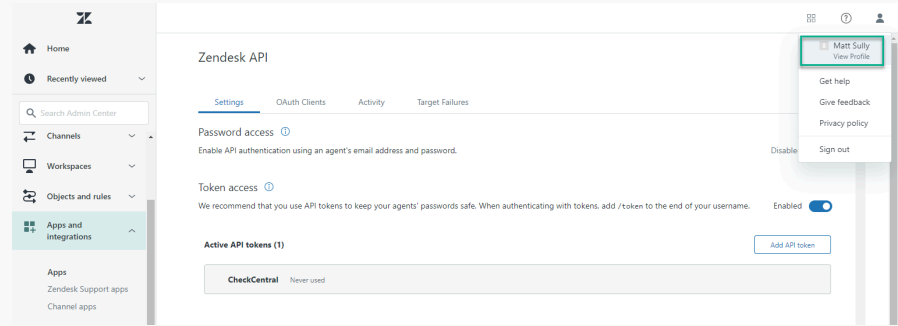 Home
Recently viewed
Search Admin Center
Channels
Workspaces
Objects and rules
Apps and
integrations
Apps
Zendesk Support apps
Channel apps
Zendesk API
Settings OAuth Clients Activity Target Failures
Password access
Enable API authentication using an agent's email address and password.
Disable
Token access
We recommend that you use API tokens to keep your agents' passwords safe. When authenticating with tokens, add /token to the end of your username.
Enabled
Active API tokens (1)
Add API token
CheckCentral Never used
Matt Sully
View Profile
Get help
Give feedback
Privacy policy
Sign out